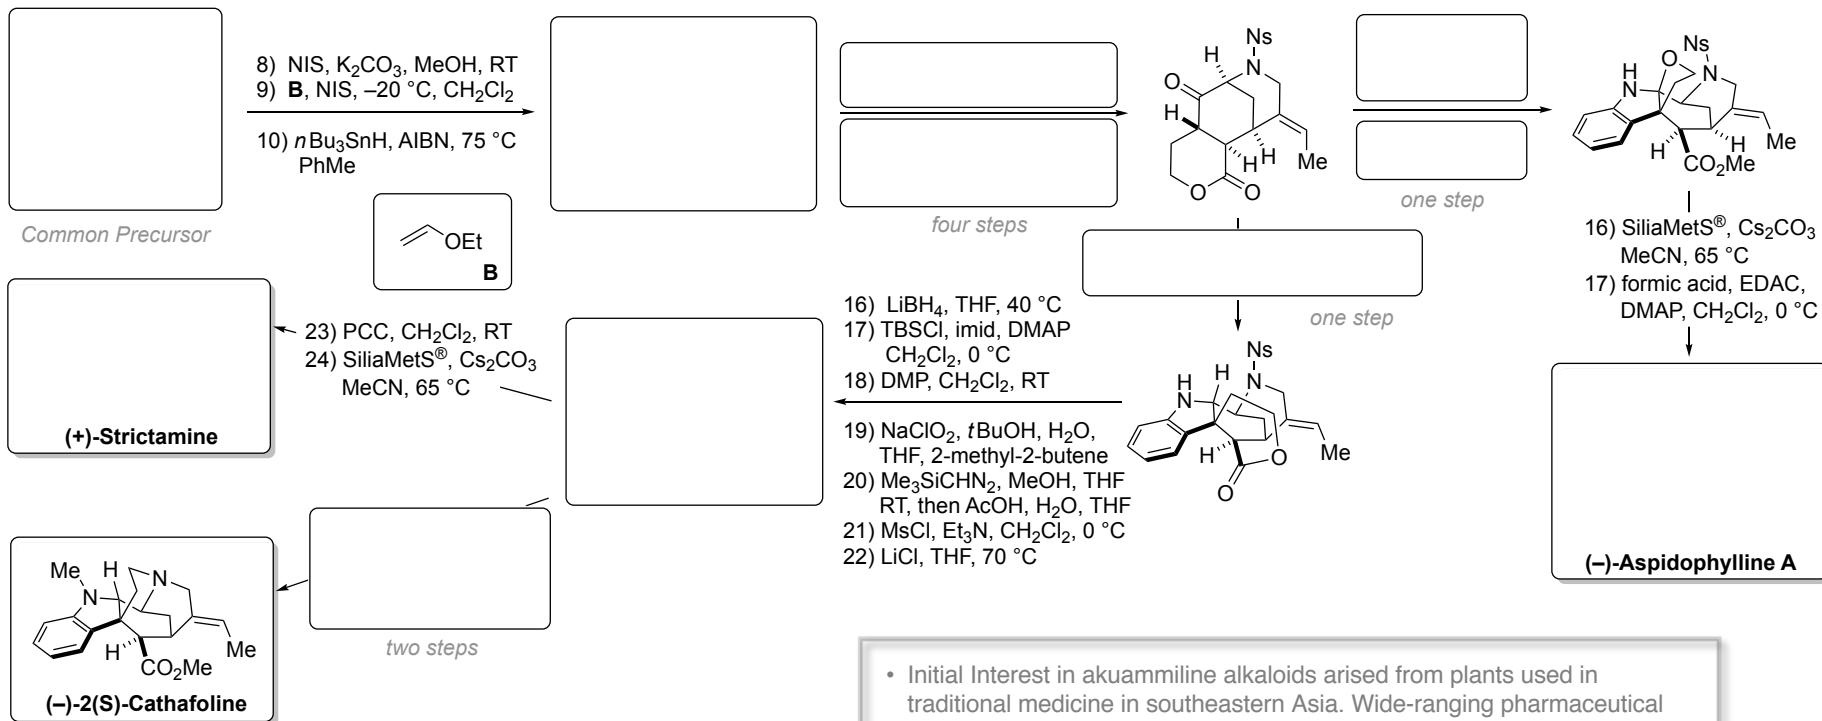 8) NIS, K2CO3, MeOH, RT
9) B, NIS, –20 °C, CH2Cl2
10) nBu3SnH, AIBN, 75 °C
PhMe
Common Precursor
OEt
B
four steps
Ns
N
H
O
H
H
H
Me
O
O
one step
Ns
O
N
H
N
H
H
CO2Me
Me
16) SiliaMetS®, Cs2CO3
MeCN, 65 °C
17) formic acid, EDAC,
DMAP, CH2Cl2, 0 °C
(–)-Aspidophylline A
one step
Ns
N
H
H
N
H
O
O
Me
16) LiBH4, THF, 40 °C
17) TBSCl, imid, DMAP
CH2Cl2, 0 °C
18) DMP, CH2Cl2, RT
19) NaClO2, tBuOH, H2O,
THF, 2-methyl-2-butene
20) Me3SiCHN2, MeOH, THF
RT, then AcOH, H2O, THF
21) MsCl, Et3N, CH2Cl2, 0 °C
22) LiCl, THF, 70 °C
23) PCC, CH2Cl2, RT
24) SiliaMetS®, Cs2CO3
MeCN, 65 °C
(+)-Strictamine
two steps
Me
H
N
N
H
CO2Me
Me
(–)-2(S)-Cathafoline
• Initial Interest in akuammiline alkaloids arised from plants used in
traditional medicine in southeastern Asia. Wide-ranging pharmaceutical